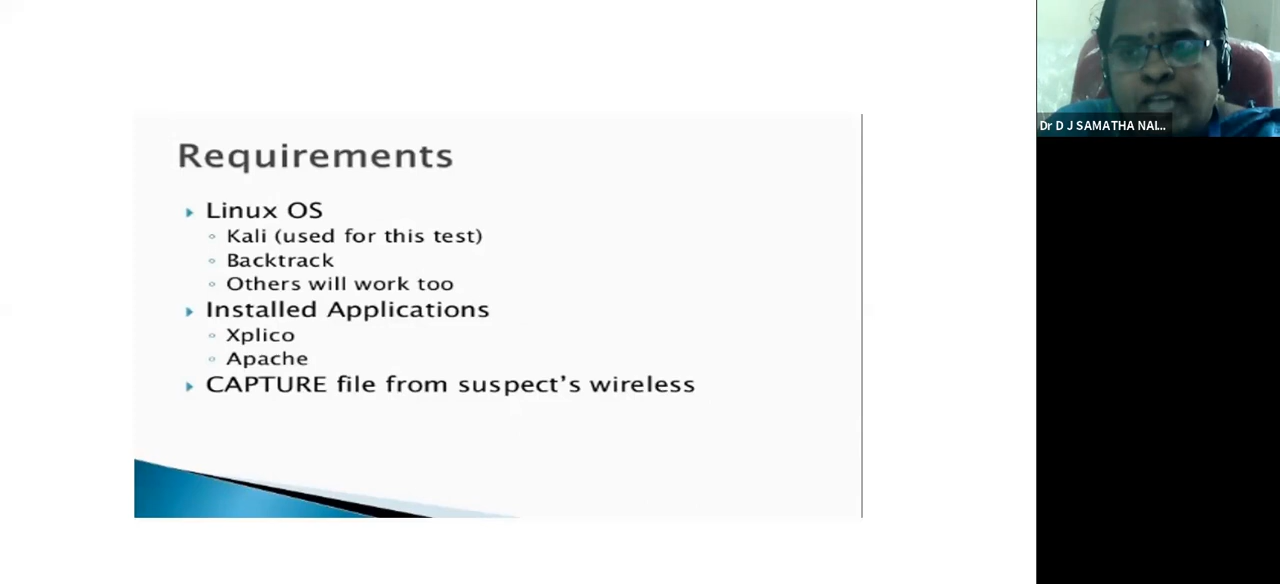 Requirements
Linux OS
Kali (used for this test)
Backtrack
Others will work too
Installed Applications
Xplico
Apache
CAPTURE file from suspect's wireless
Dr D J SAMATHA NAI...